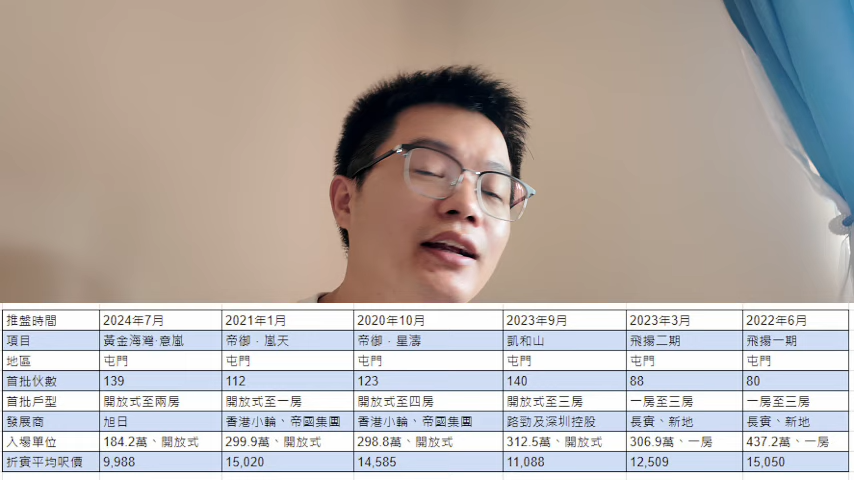 推盤時間 2024年7月 2021年1月 2020年10月 2023年9月 2023年3月 2022年6月
項目 黃金海灣·意嵐 帝御．嵐天 帝御．星濤 凱和山 飛揚二期 飛揚一期
地區 屯門 屯門 屯門 屯門 屯門 屯門
首批伙數 139 112 123 140 88 80
首批戶型 開放式至兩房 開放式至一房 開放式至四房 開放式至三房 一房至三房 一房至三房
發展商 旭日 香港小輪、帝國集團 香港小輪、帝國集團 路勁及深圳控股 長實、新地 長實、新地
入場單位 184.2萬、開放式 299.9萬、開放式 298.8萬、開放式 312.5萬、開放式 306.9萬、一房 437.2萬、一房
折實平均呎價 9,988 15,020 14,585 11,088 12,509 15,050